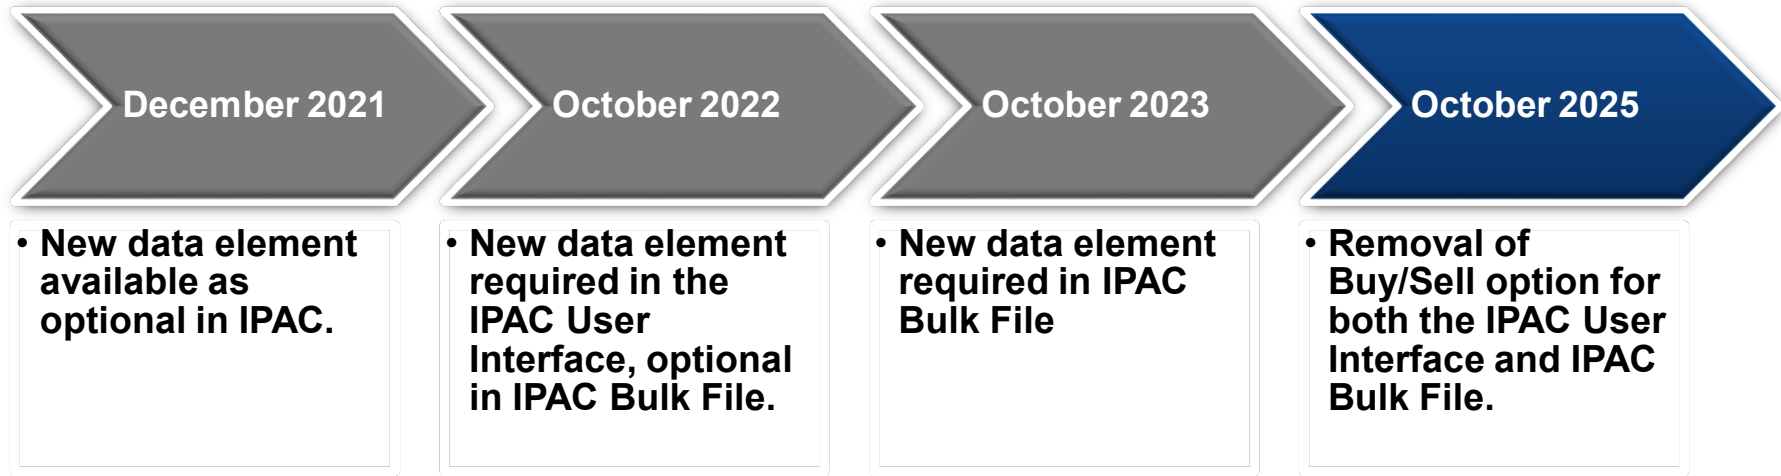 December 2021
October 2022
October 2023
October 2025
• New data element
available as
optional in IPAC.
• New data element
required in the
IPAC User
Interface, optional
in IPAC Bulk File.
• New data element
required in IPAC
Bulk File
• Removal of
Buy/Sell option for
both the IPAC User
Interface and IPAC
Bulk File.